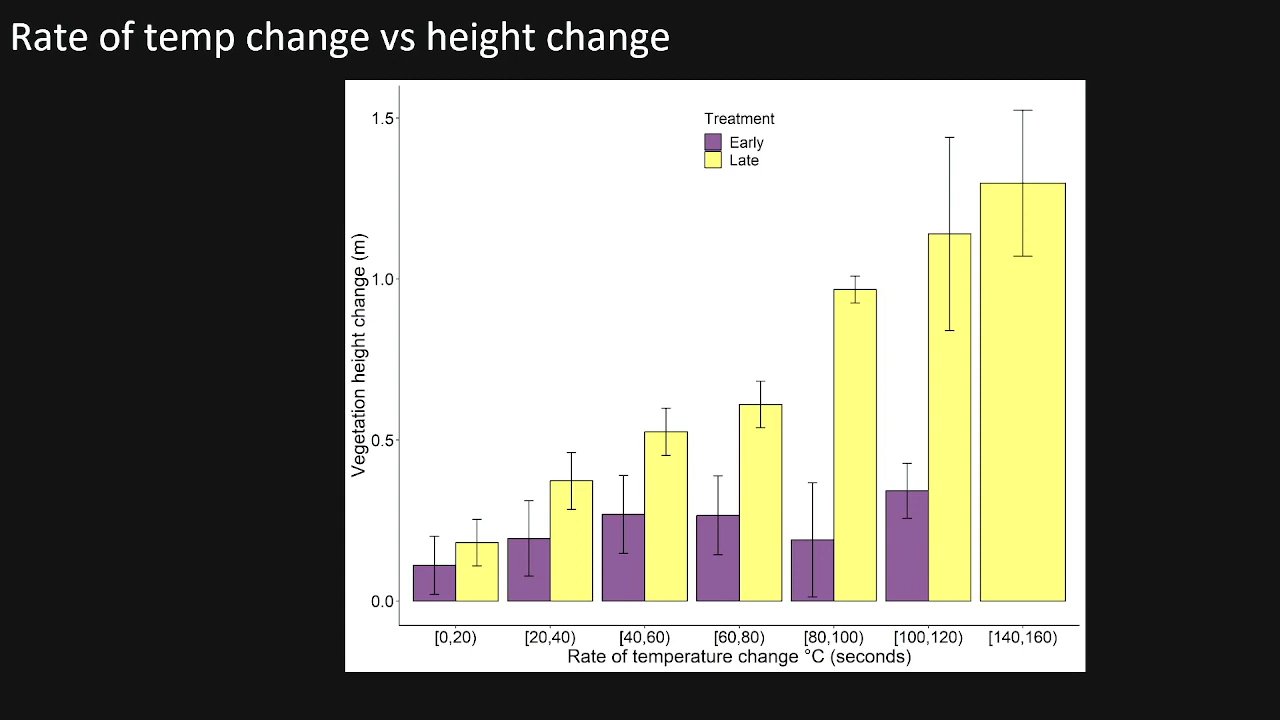 Rate of temp change vs height change
Treatment
Early
Late
Vegetation height change (m)
1.5
1.0
0.5
0.0
[0,20) [20,40) [40,60) [60,80) [80,100) [100,120) [140,160)
Rate of temperature change °C (seconds)